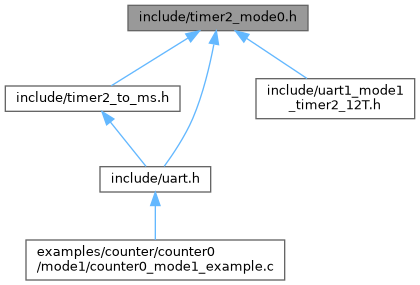 include/timer2_mode0.h
include/timer2_to_ms.h
include/uart1_mode1
_timer2_12T.h
include/uart.h
examples/counter/counter0
/mode1/counter0_mode1_example.c